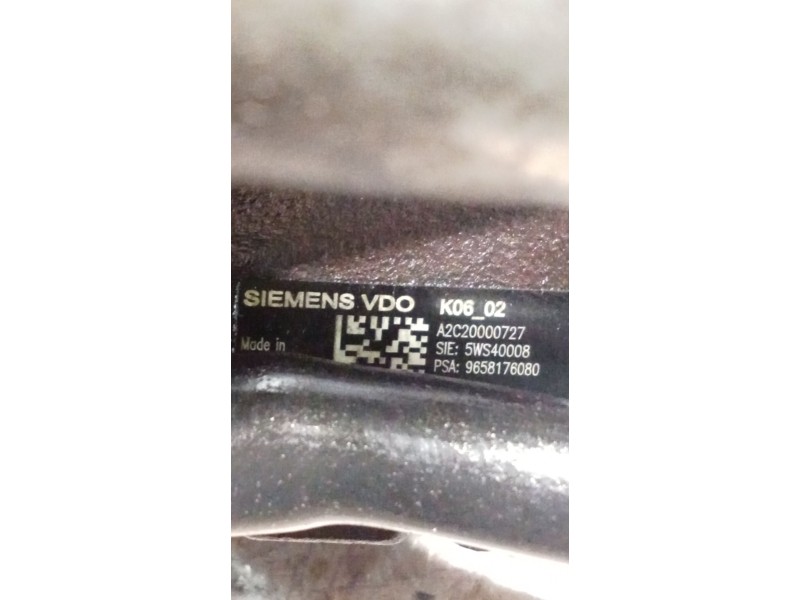 SIEMENS VDO K06_02
A2C20000727
Made in SIE: 5WS40008
PSA: 9658176080